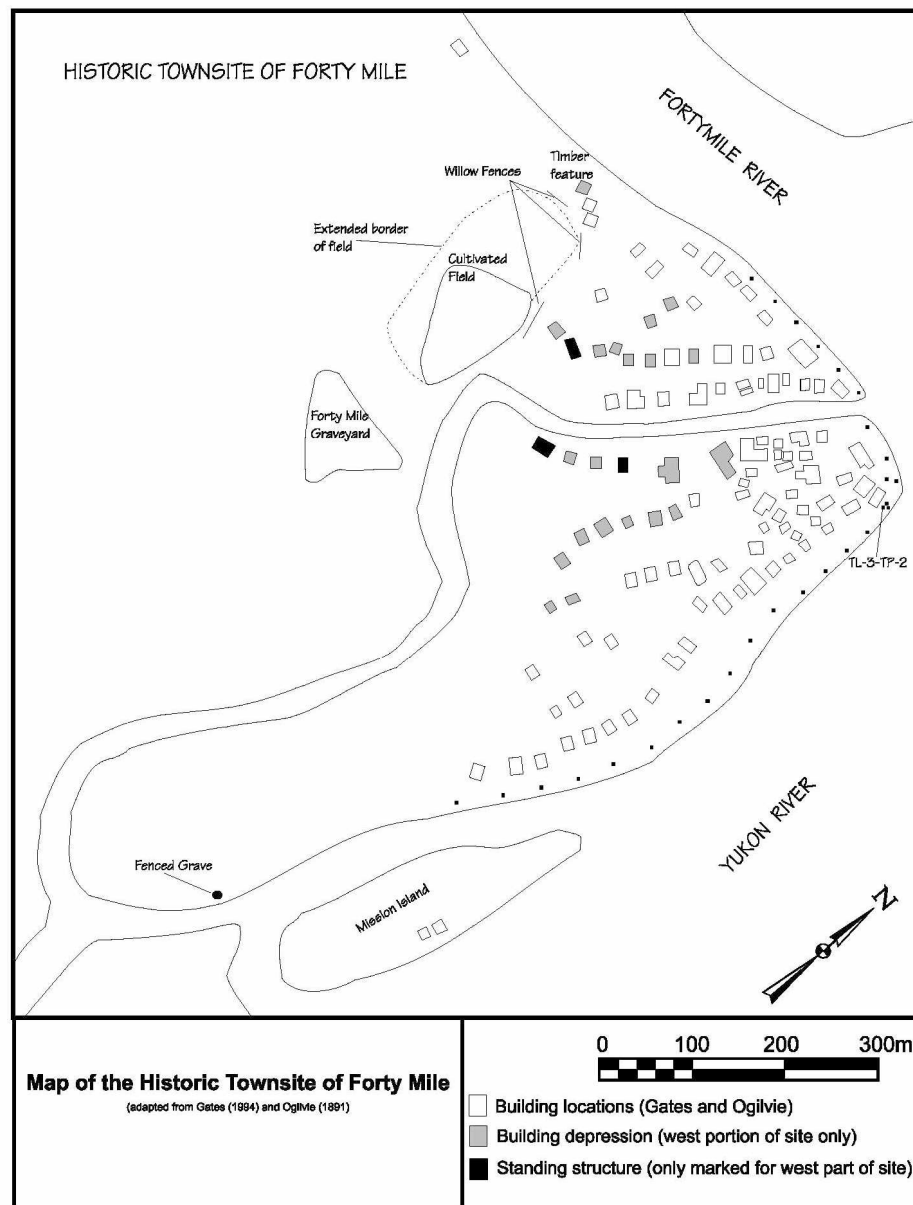 HISTORIC TOWNSITE OF FORTY MILE
FORTYMILE RIVER
Willow Fences
Timber
feature
Extended border
of field
Cultivated
Field
Forty Mile
Graveyard
TL-3-TP-2
YUKON RIVER
Fenced Grave
Mission Island
N
Map of the Historic Townsite of Forty Mile
(adapted from Gates (1994) and Ogilvie (1891)
0 100 200 300m
Building locations (Gates and Ogilvie)
Building depression (west portion of site only)
Standing structure (only marked for west part of site)